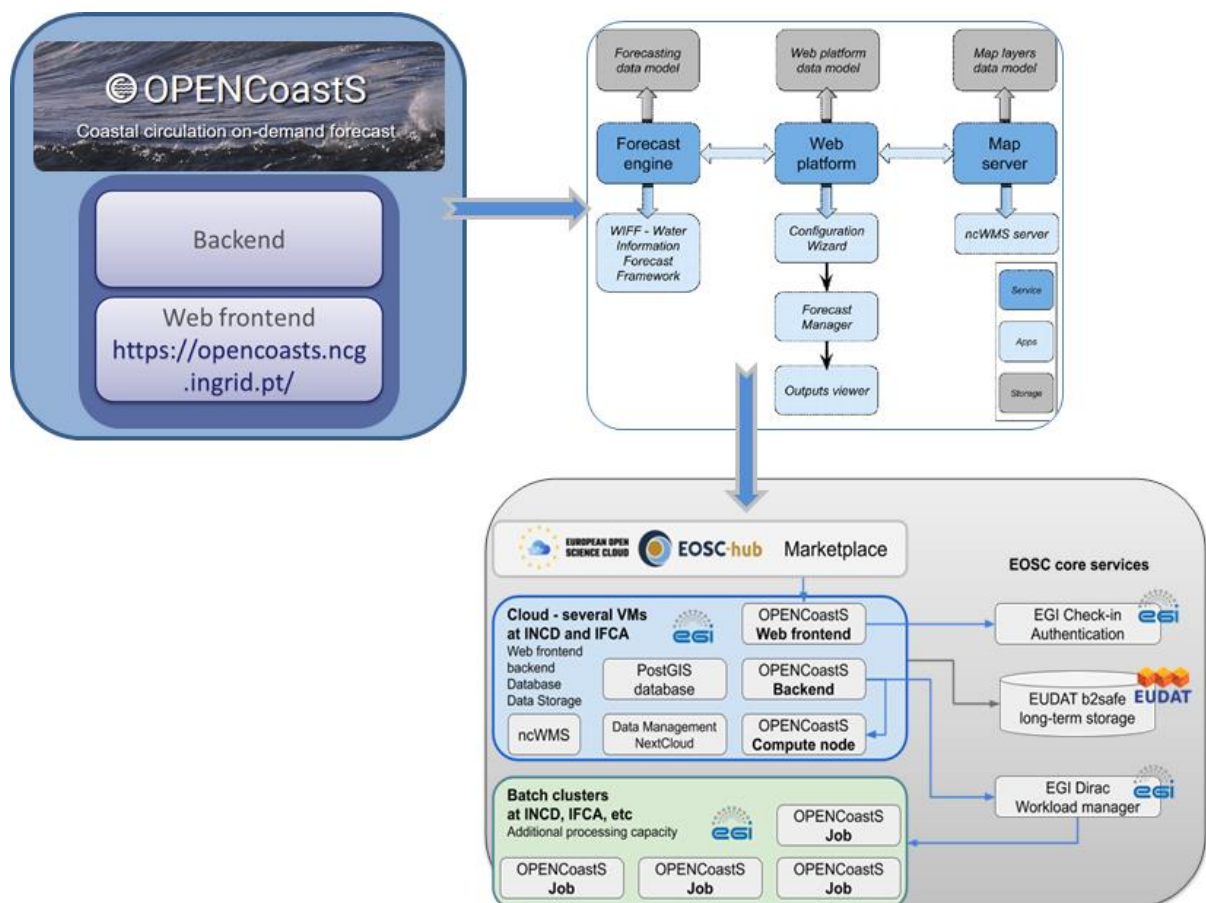 OPENCoastS
Coastal circulation on-demand forecast
Backend
Web frontend
https://opencoasts.ncg
.ingrid.pt/
Forecasting
data model
Web platform
data model
Map layers
data model
Forecast
engine
Web
platform
Map
server
WIFF - Water
Information
Forecast
Framework
Configuration
Wizard
ncWMS server
Forecast
Manager
Outputs viewer
Service
Apps
Storage
EUROPEAN OPEN
SCIENCE CLOUD
EOSC-hub
Marketplace
EOSC core services
Cloud - several VMs
at INCD and IFCA
Web frontend
backend
Database
Data Storage
egi
OPENCoastS
Web frontend
PostGIS
database
OPENCoastS
Backend
ncWMS
Data Management
NextCloud
OPENCoastS
Compute node
EGI Check-in
Authentication
egi
EUDAT b2safe
long-term storage
EUDAT
EGI Dirac
Workload manager
egi
Batch clusters
at INCD, IFCA, etc
Additional processing capacity
egi
OPENCoastS
Job
OPENCoastS
Job
OPENCoastS
Job
OPENCoastS
Job